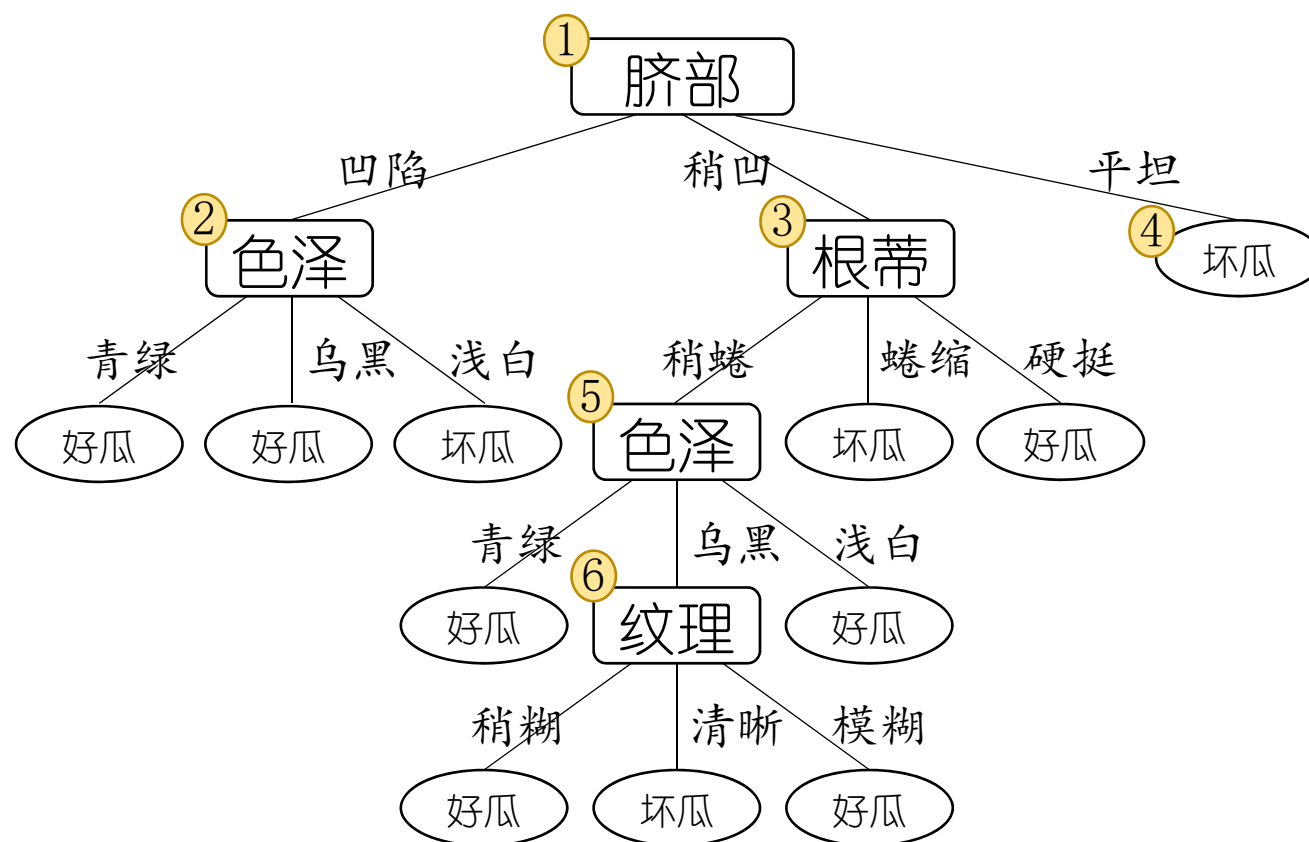 1
脐部
凹陷
稍凹
平坦
2
色泽
3
根蒂
4
坏瓜
青绿
乌黑
浅白
稍蜷
蜷缩
硬挺
好瓜
好瓜
坏瓜
5
色泽
坏瓜
好瓜
青绿
乌黑
浅白
好瓜
6
纹理
好瓜
稍糊
清晰
模糊
好瓜
坏瓜
好瓜